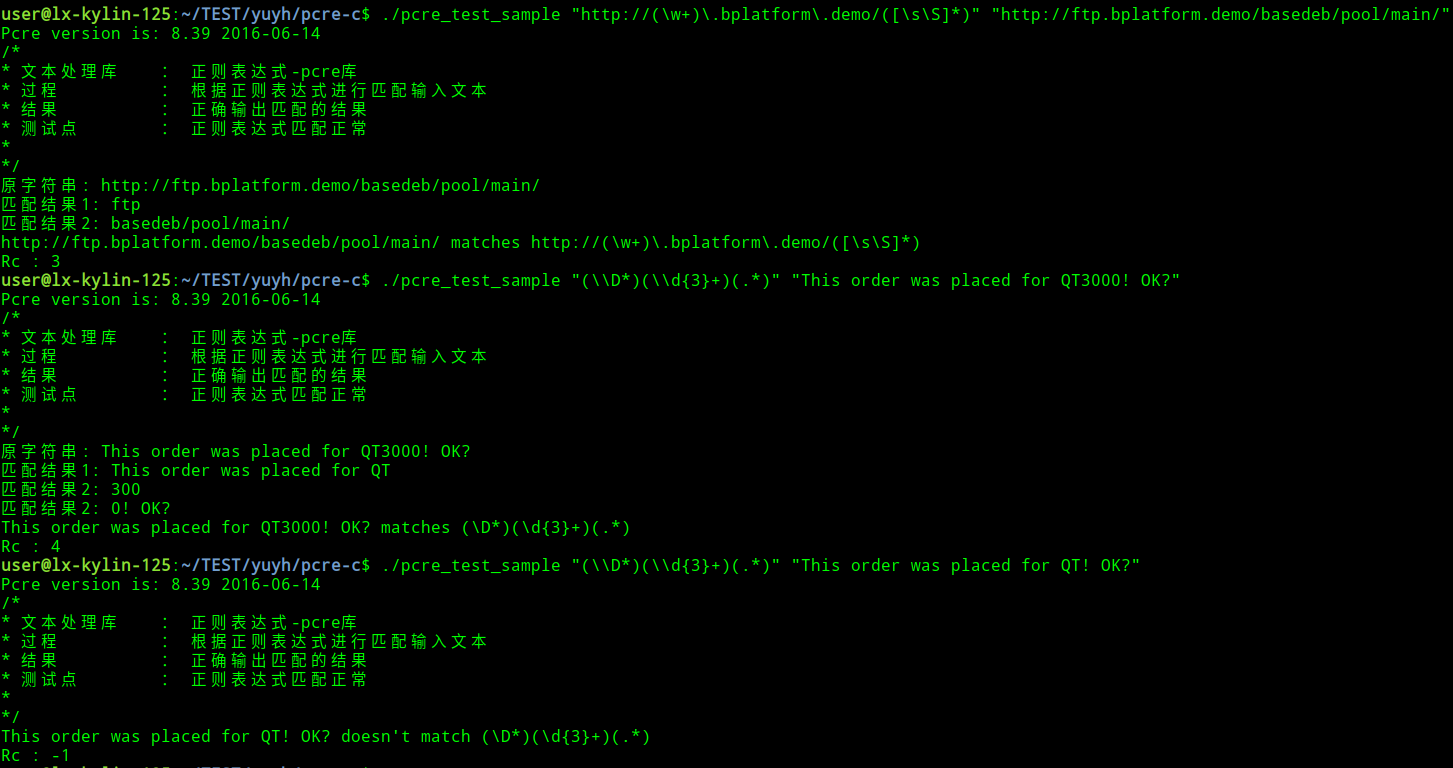 user@lx-kylin-125:~/TEST/yuyh/pcre-c$ ./pcre_test_sample "http://(\w+)\.bplatform\.demo/([\s\S]*)" "http://ftp.bplatform.demo/basedeb/pool/main/"
Pcre version is: 8.39 2016-06-14
/*
* 文本处理库 : 正则表达式-pcre库
* 过程 : 根据正则表达式进行匹配输入文本
* 结果 : 正确输出匹配的结果
* 测试点 : 正则表达式匹配正常
*
*/
原字符串: http://ftp.bplatform.demo/basedeb/pool/main/
匹配结果1: ftp
匹配结果2: basedeb/pool/main/
http://ftp.bplatform.demo/basedeb/pool/main/ matches http://(\w+)\.bplatform\.demo/([\s\S]*)
Rc : 3
user@lx-kylin-125:~/TEST/yuyh/pcre-c$ ./pcre_test_sample "(\\D*)(\\d{3}+)(.*)" "This order was placed for QT3000! OK?"
Pcre version is: 8.39 2016-06-14
/*
* 文本处理库 : 正则表达式-pcre库
* 过程 : 根据正则表达式进行匹配输入文本
* 结果 : 正确输出匹配的结果
* 测试点 : 正则表达式匹配正常
*
*/
原字符串: This order was placed for QT3000! OK?
匹配结果1: This order was placed for QT
匹配结果2: 300
匹配结果2: 0! OK?
This order was placed for QT3000! OK? matches (\D*)(\d{3}+)(.*)
Rc : 4
user@lx-kylin-125:~/TEST/yuyh/pcre-c$ ./pcre_test_sample "(\\D*)(\\d{3}+)(.*)" "This order was placed for QT! OK?"
Pcre version is: 8.39 2016-06-14
/*
* 文本处理库 : 正则表达式-pcre库
* 过程 : 根据正则表达式进行匹配输入文本
* 结果 : 正确输出匹配的结果
* 测试点 : 正则表达式匹配正常
*
*/
This order was placed for QT! OK? doesn't match (\D*)(\d{3}+)(.*)
Rc : -1